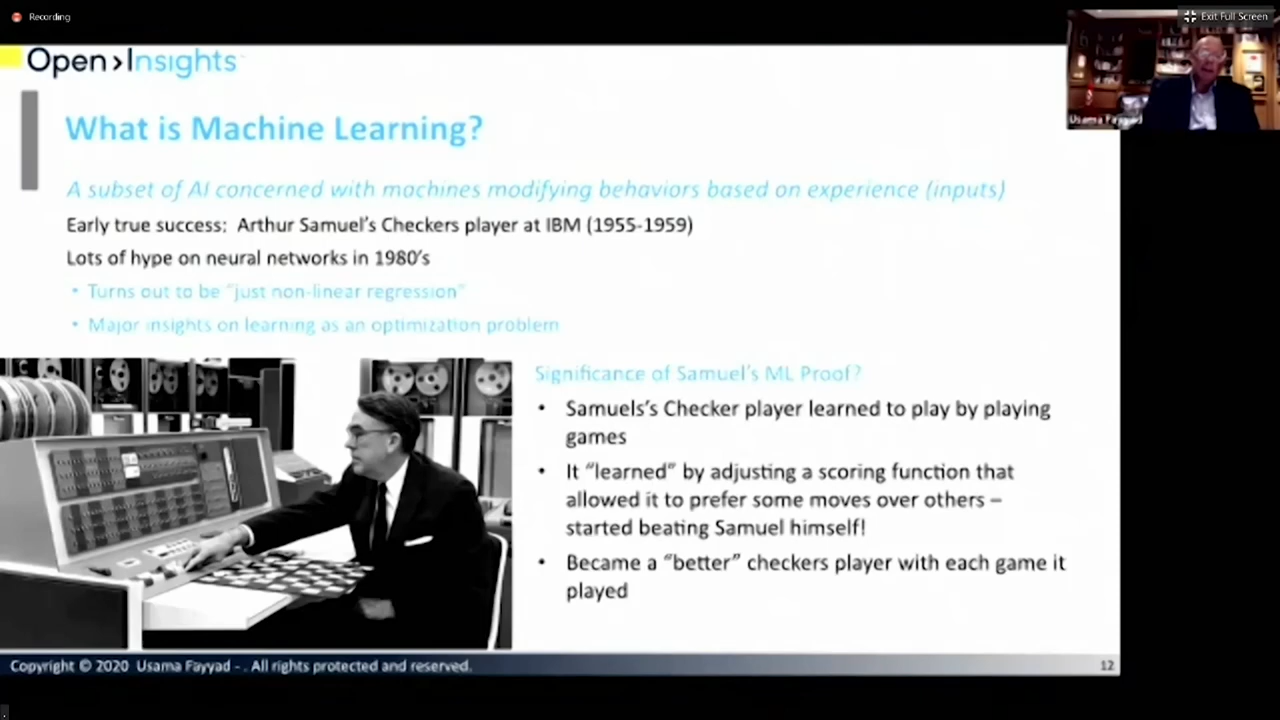 Recording
Exit Full Screen
Open>Insights
Usama Fayyad
What is Machine Learning?
A subset of AI concerned with machines modifying behaviors based on experience (inputs)
Early true success: Arthur Samuel's Checkers player at IBM (1955-1959)
Lots of hype on neural networks in 1980's
• Turns out to be "just non-linear regression"
• Major insights on learning as an optimization problem
Significance of Samuel's ML Proof?
• Samuels's Checker player learned to play by playing
games
• It "learned" by adjusting a scoring function that
allowed it to prefer some moves over others –
started beating Samuel himself!
• Became a "better" checkers player with each game it
played
Copyright © 2020 Usama Fayyad - . All rights protected and reserved.
12